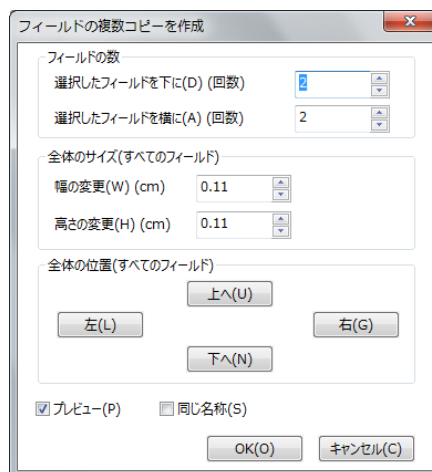 フィールドの複数コピーを作成
フィールドの数
選択したフィールドを下に(D) (回数) 2
選択したフィールドを横に(A) (回数) 2
全体のサイズ(すべてのフィールド)
幅の変更(W) (cm) 0.11
高さの変更(H) (cm) 0.11
全体の位置(すべてのフィールド)
上へ(U)
左(L) 右(G)
下へ(N)
プレビュー(P) 同じ名称(S)
OK(O) キャンセル(C)